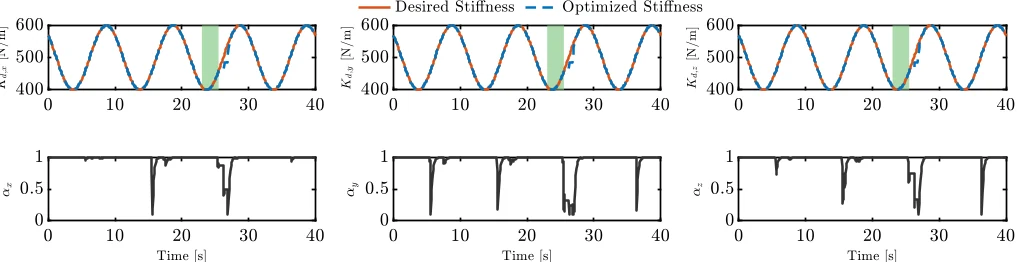 Desired Stiffness Optimized Stiffness
600 600 600
500 500 500
400 400 400
K_{d,x} [N/m] K_{d,y} [N/m] K_{d,z} [N/m]
0 10 20 30 40 0 10 20 30 40 0 10 20 30 40
1 1 1
0.5 0.5 0.5
0 0 0
α_x α_y α_z
0 10 20 30 40 0 10 20 30 40 0 10 20 30 40
Time [s] Time [s] Time [s]